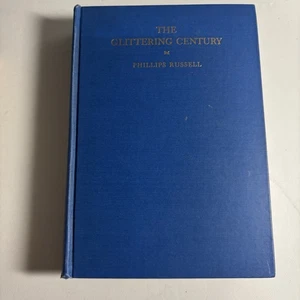 THE
GLITTERING CENTURY
by
PHILLIPS RUSSELL